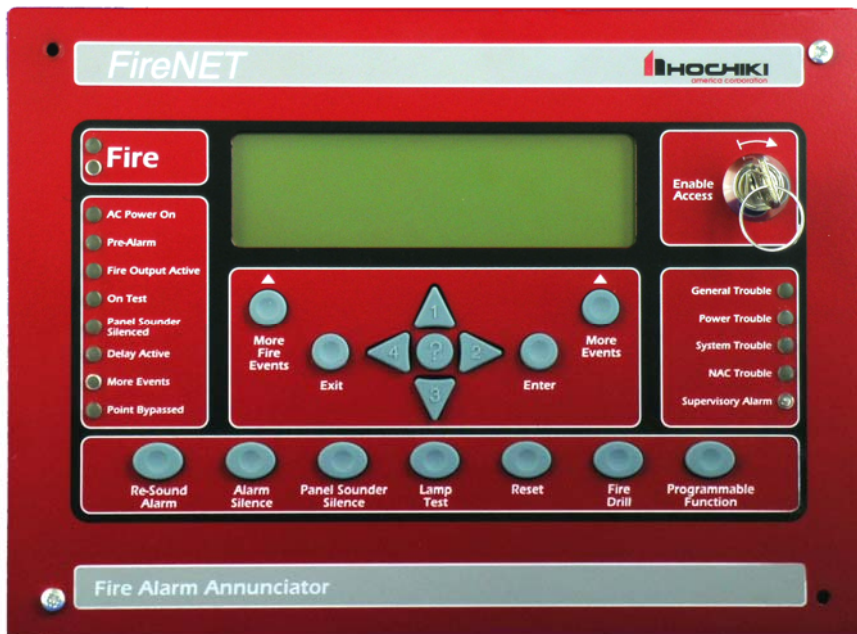 FireNET
HOCHIKI
america corporation
Fire
Enable
Access
AC Power On
Pre-Alarm
Fire Output Active
On Test
Panel Sounder
Silenced
Delay Active
More Events
Point Bypassed
More
Fire
Events
Exit
1
4
?
2
3
Enter
More
Events
General Trouble
Power Trouble
System Trouble
NAC Trouble
Supervisory Alarm
Re-Sound
Alarm
Alarm
Silence
Panel Sounder
Silence
Lamp
Test
Reset
Fire
Drill
Programmable
Function
Fire Alarm Annunciator